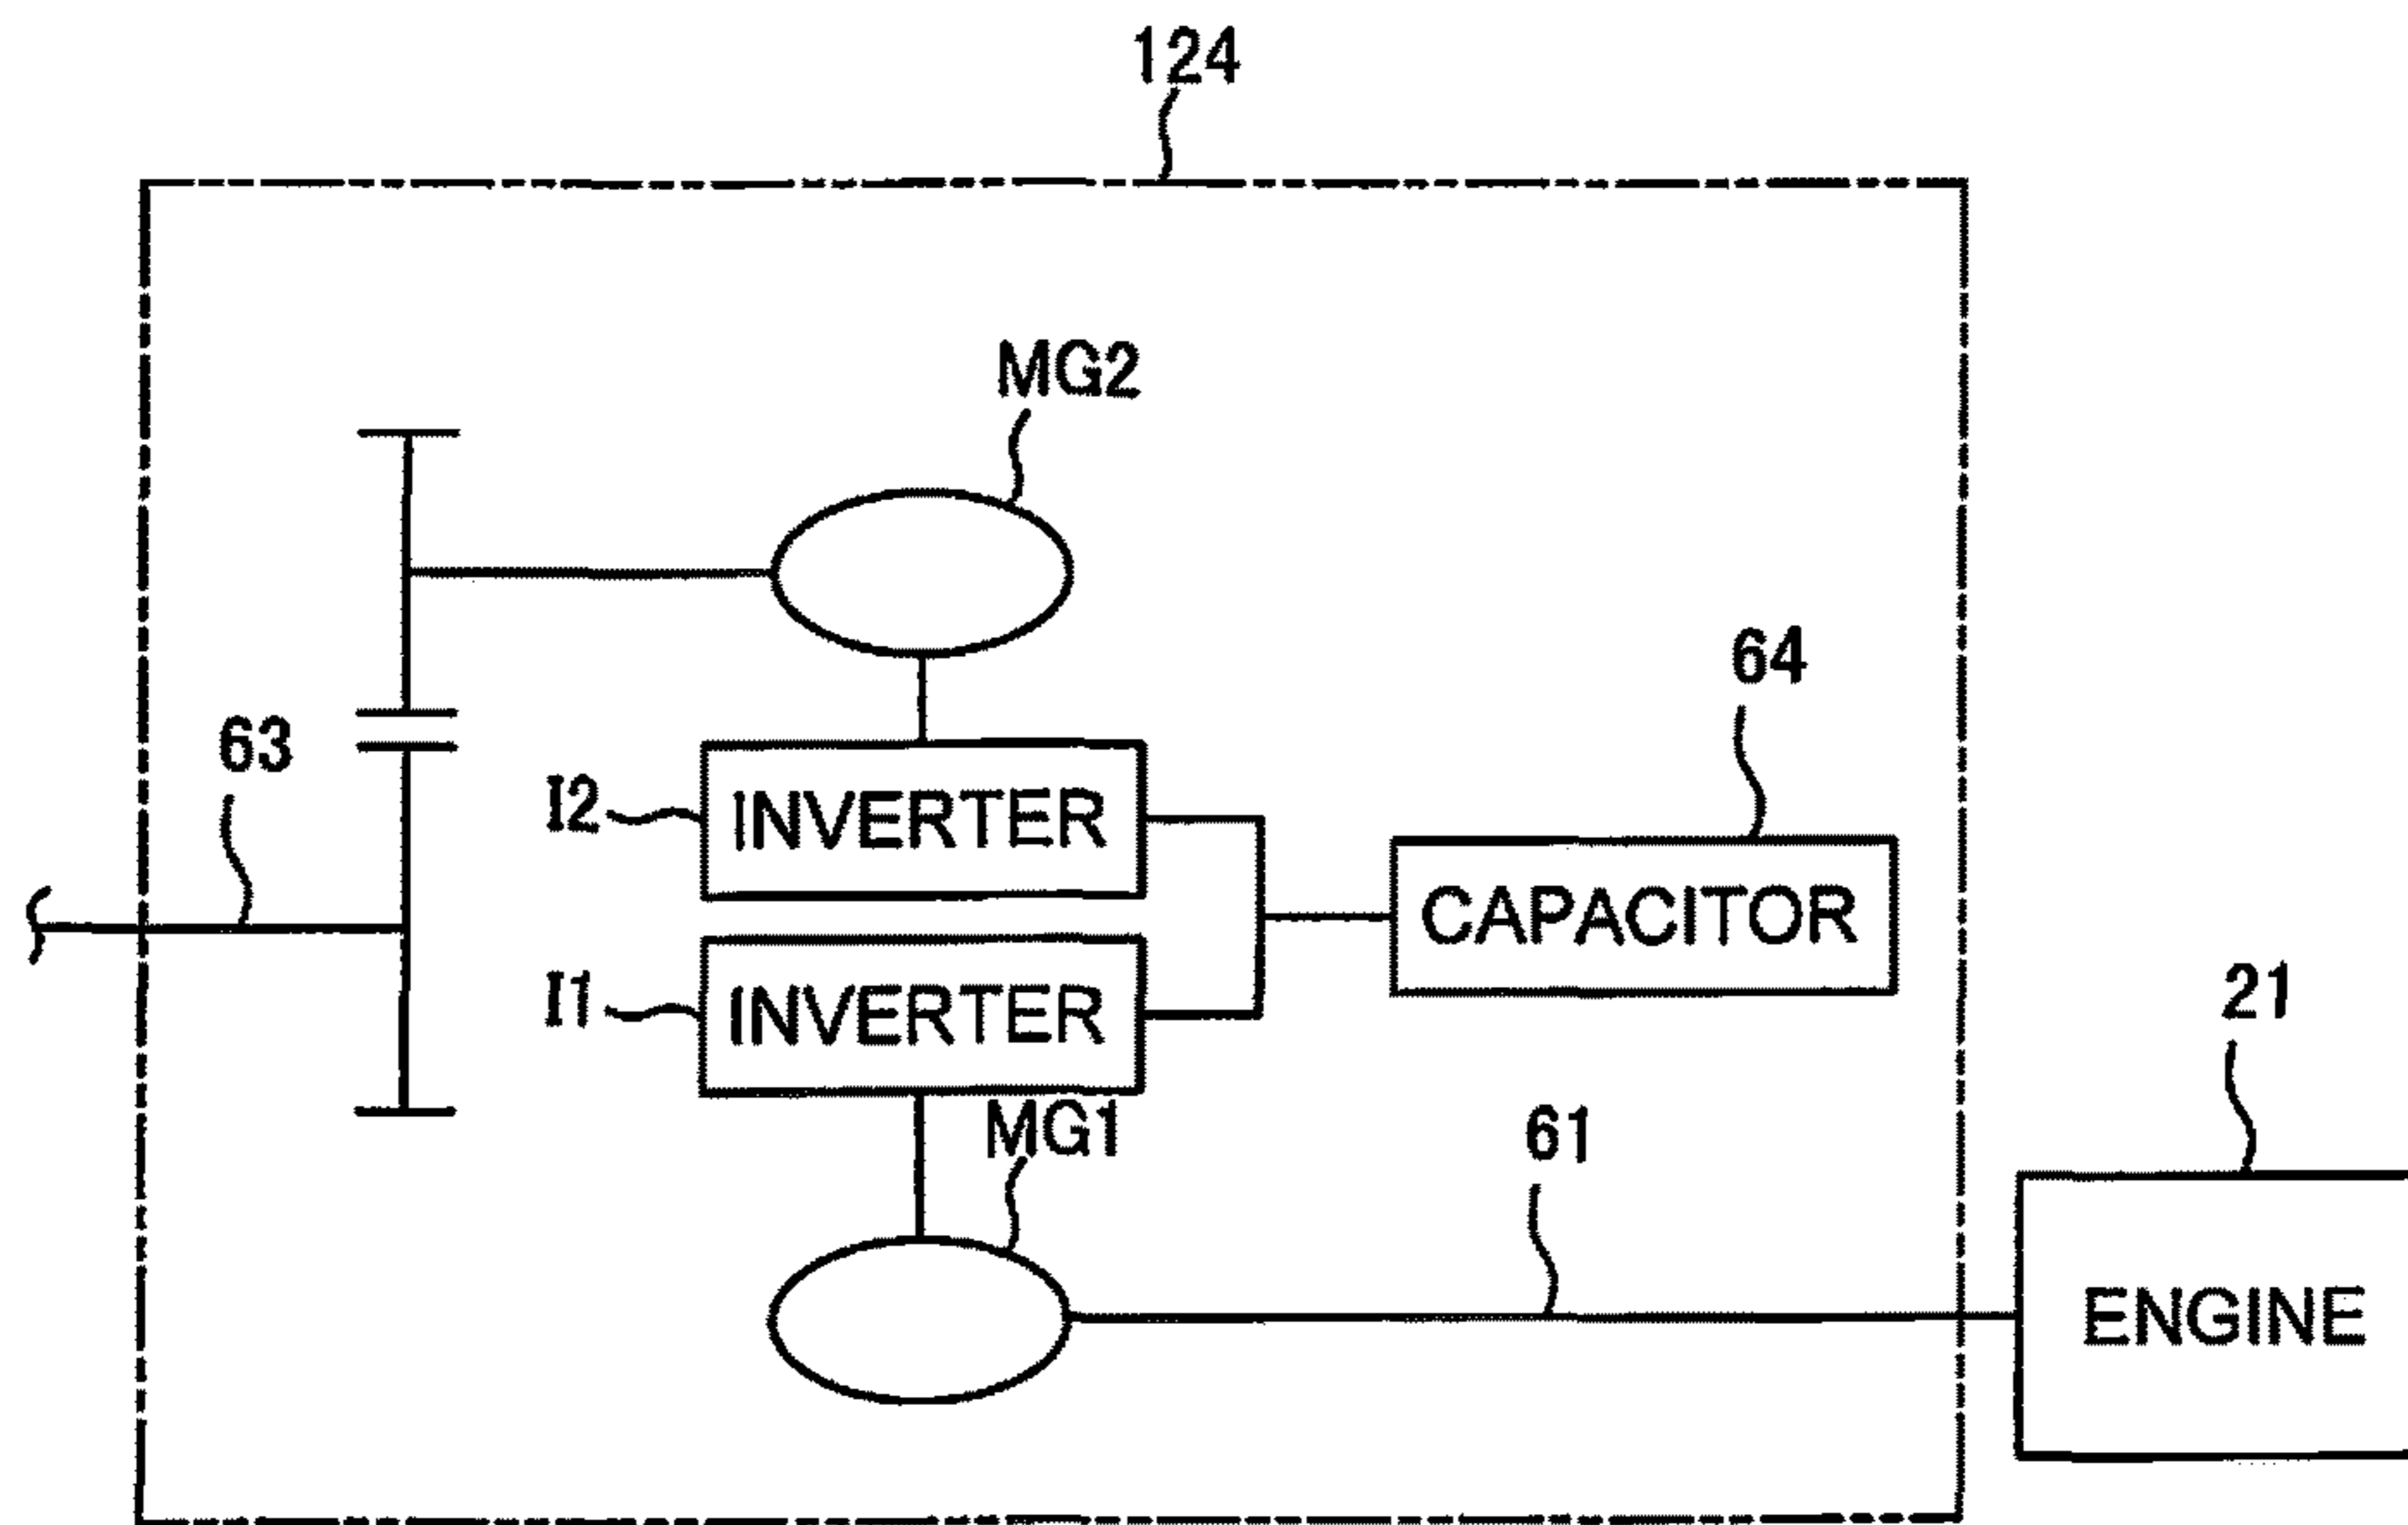 124
MG2
64
63
I2
INVERTER
CAPACITOR
I1
INVERTER
21
MG1
61
ENGINE